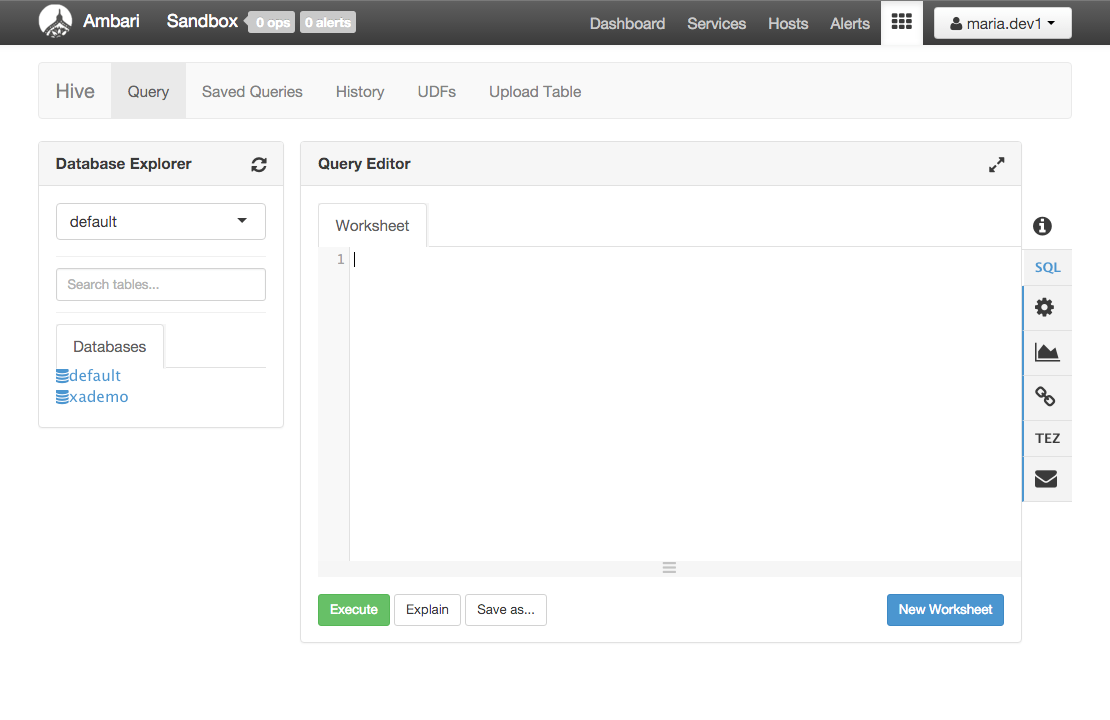 Ambari Sandbox 0 ops 0 alerts Dashboard Services Hosts Alerts maria.dev1
Hive Query Saved Queries History UDFs Upload Table
Database Explorer
default
Search tables...
Databases
default
xademo
Query Editor
Worksheet
1
Execute Explain Save as... New Worksheet
SQL
TEZ